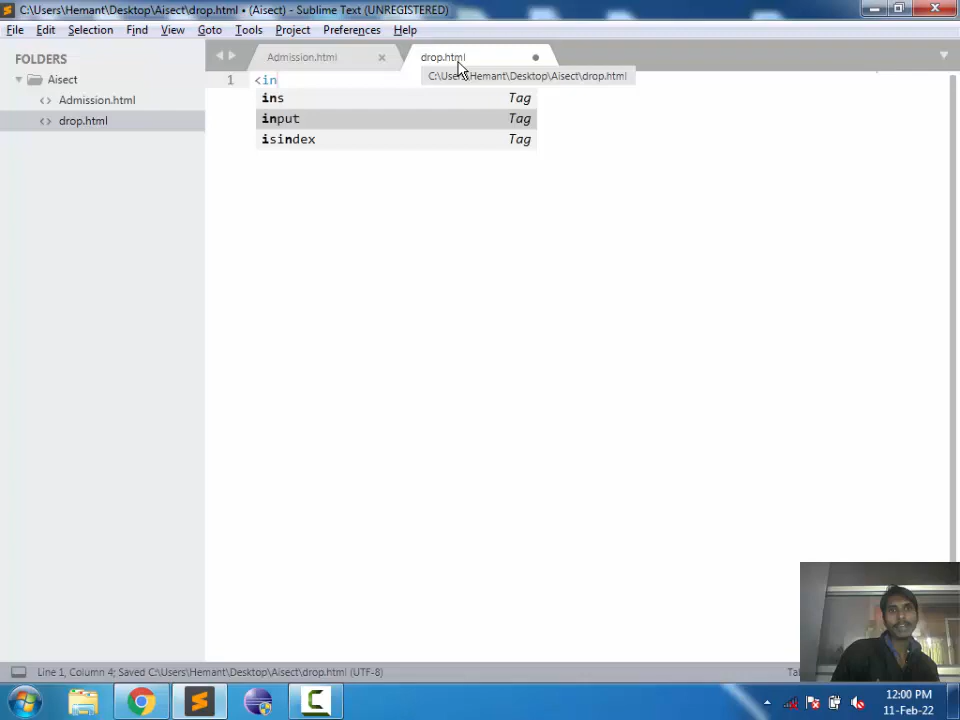 C:\Users\Hemant\Desktop\Aisect\drop.html • (Aisect) - Sublime Text (UNREGISTERED)
File Edit Selection Find View Goto Tools Project Preferences Help
FOLDERS
Aisect
Admission.html
drop.html
Admission.html
drop.html
C:\Users\Hemant\Desktop\Aisect\drop.html
1 <in
ins Tag
input Tag
isindex Tag
Line 1, Column 4; Saved C:\Users\Hemant\Desktop\Aisect\drop.html (UTF-8)
12:00 PM
11-Feb-22